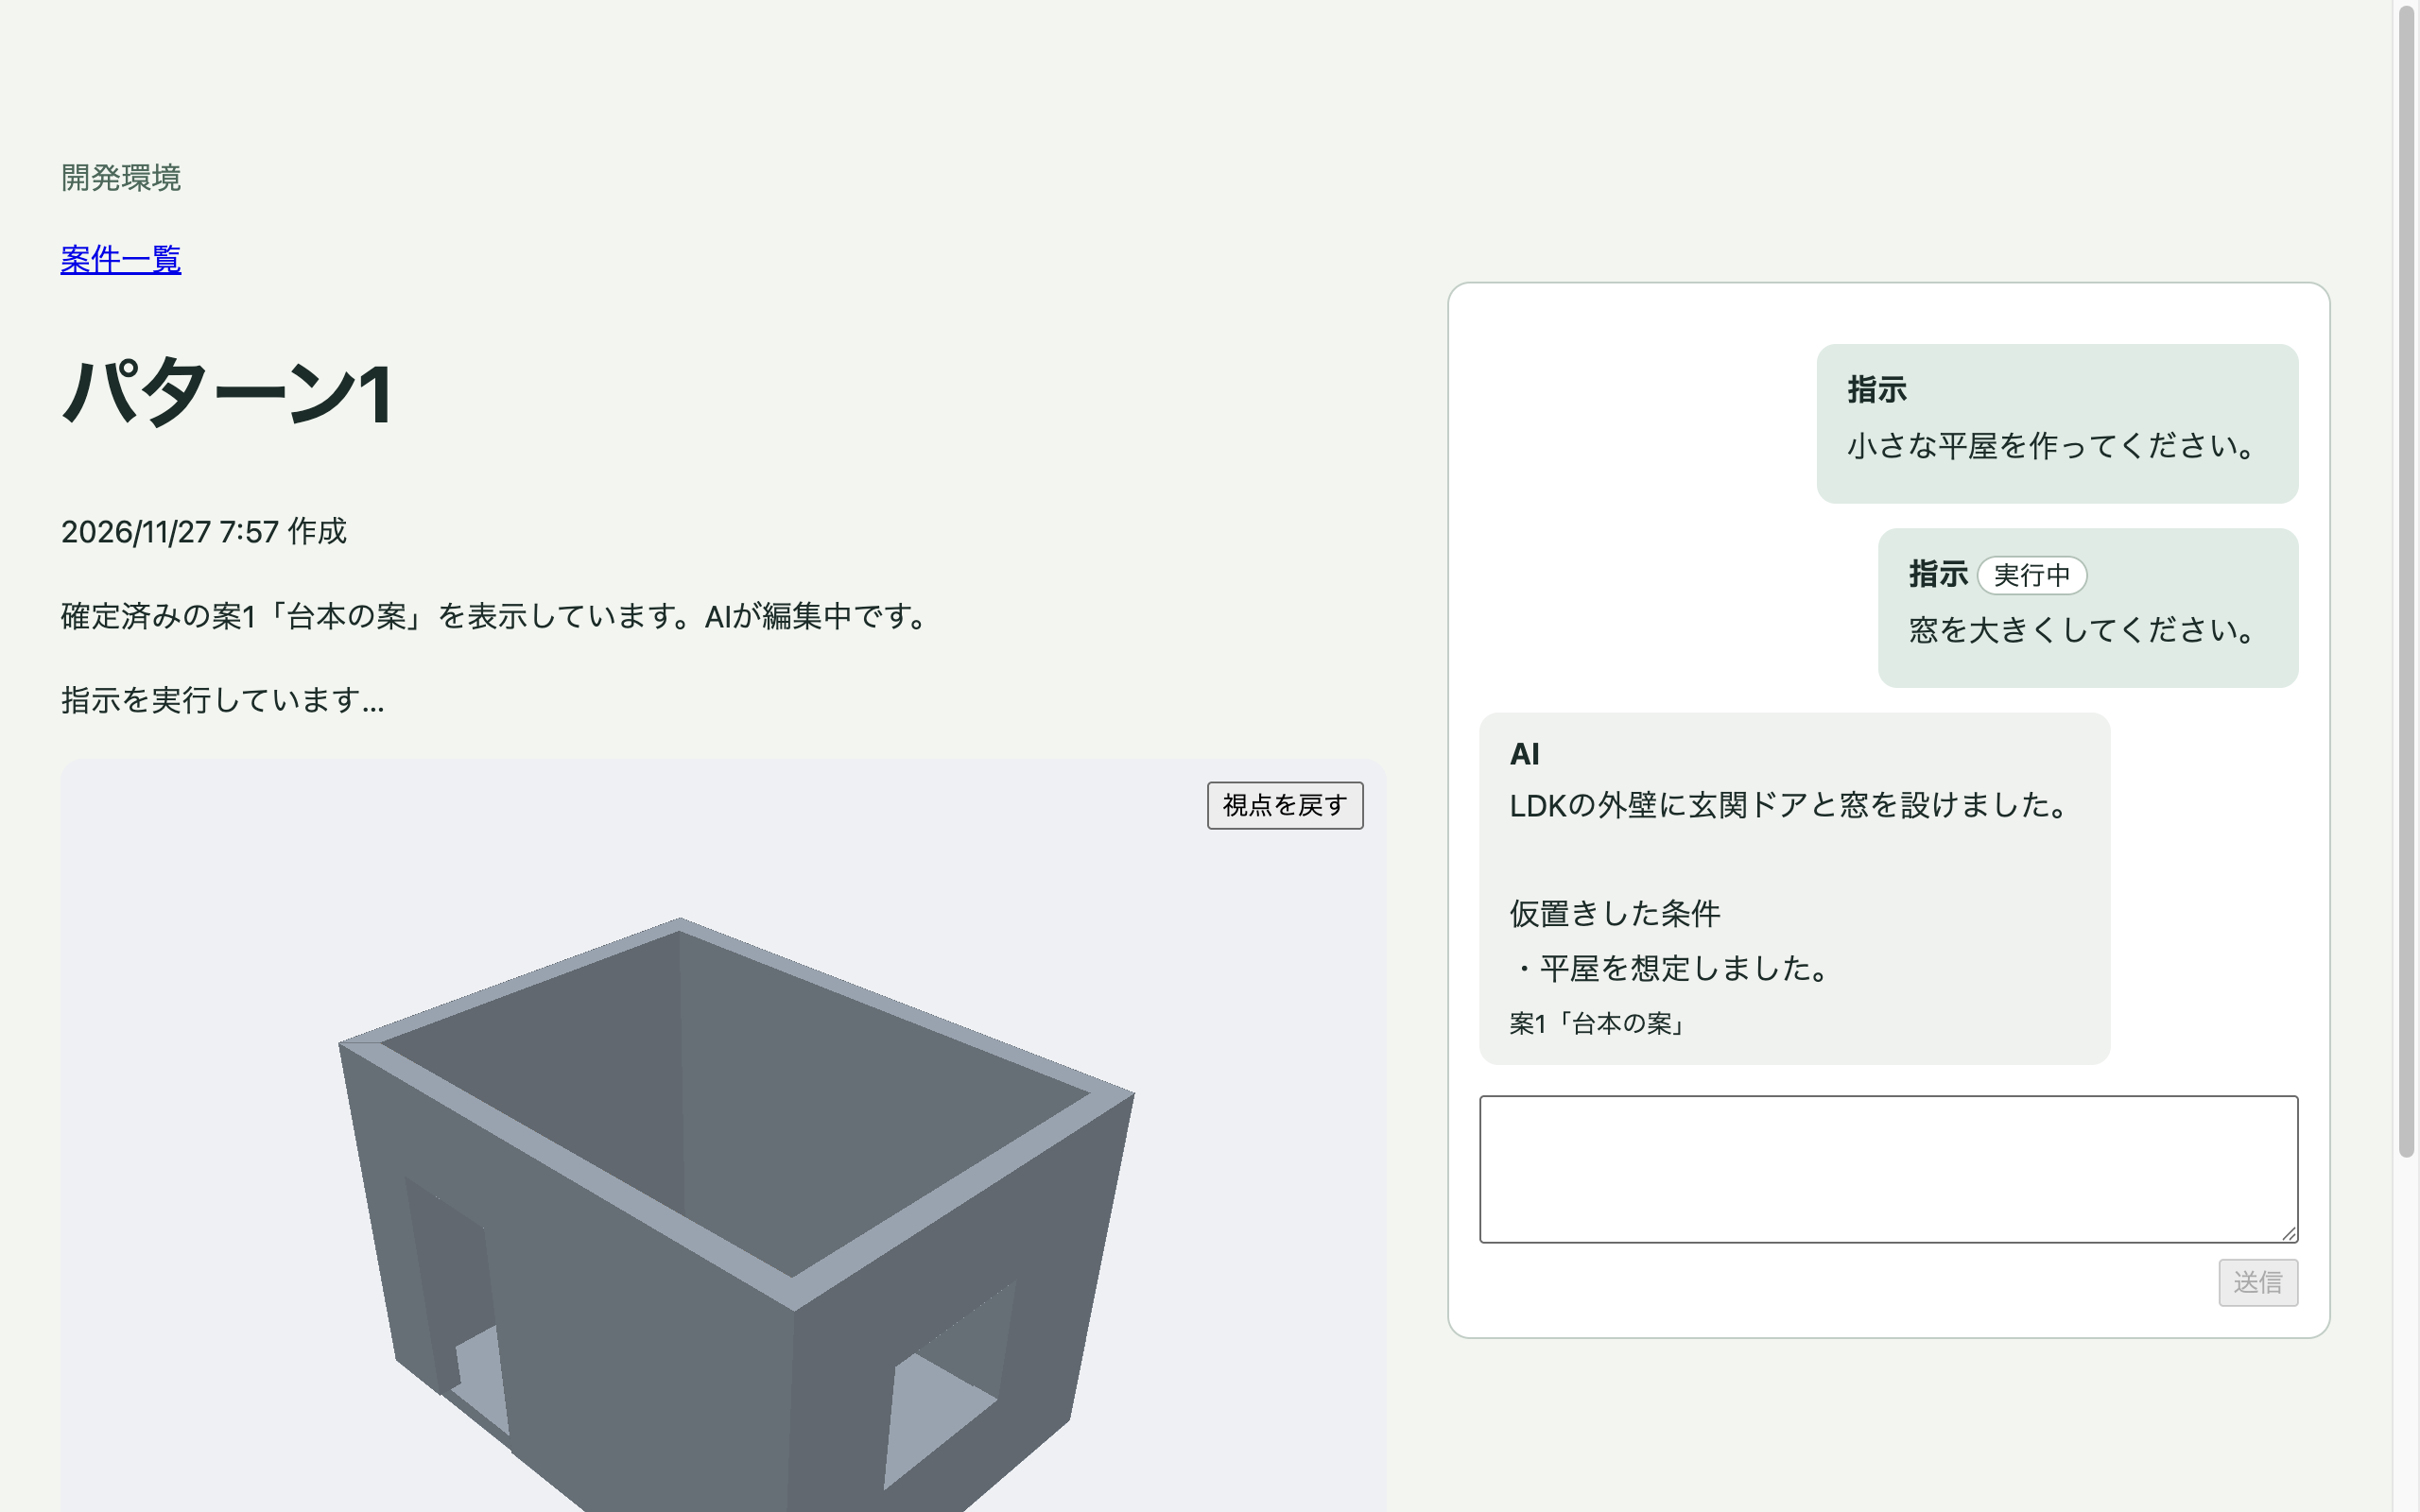 開発環境
案件一覧
パターン1
2026/11/27 7:57 作成
確定済みの案1「台本の案」を表示しています。AIが編集中です。
指示を実行しています...
視点を戻す
指示
小さな平屋を作ってください。
指示 実行中
窓を大きくしてください。
AI
LDKの外壁に玄関ドアと窓を設けました。
仮置きした条件
・平屋を想定しました。
案1「台本の案」
送信